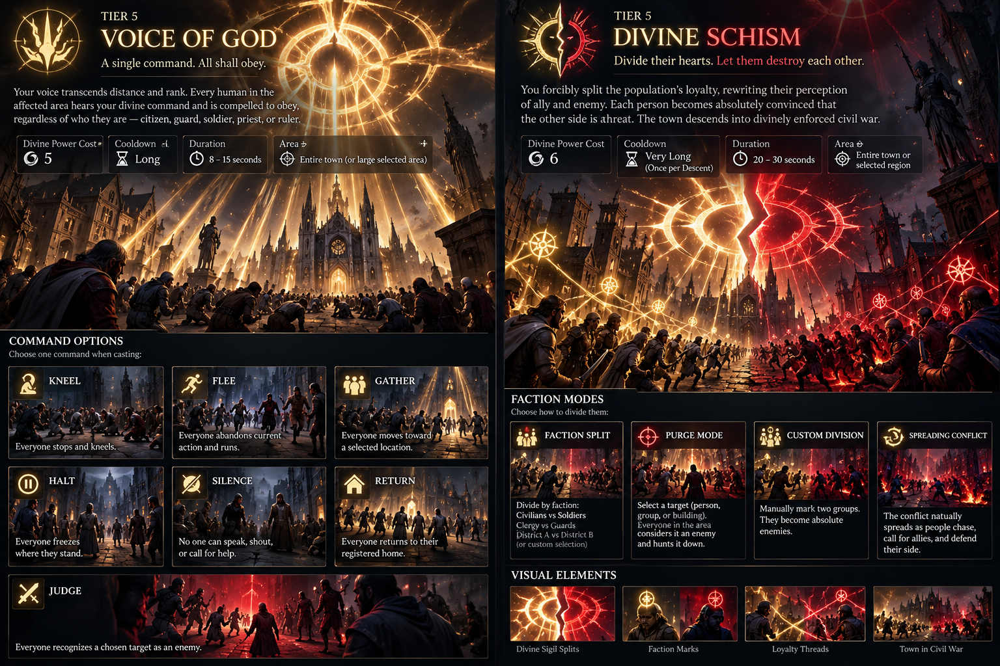 TIER 5
VOICE OF GOD
A single command. All shall obey.
Your voice transcends distance and rank. Every human in the
affected area hears your divine command and is compelled to obey,
regardless of who they are — citizen, guard, soldier, priest, or ruler.
Divine Power Cost
5
Cooldown
Long
Duration
8 – 15 seconds
Area
Entire town (or large selected area)
COMMAND OPTIONS
Choose one command when casting:
KNEEL
Everyone stops and kneels.
FLEE
Everyone abandons current
action and runs.
GATHER
Everyone moves toward
a selected location.
HALT
Everyone freezes
where they stand.
SILENCE
No one can speak, shout,
or call for help.
RETURN
Everyone returns to their
registered home.
JUDGE
Everyone recognizes a chosen target as an enemy.
TIER 5
DIVINE SCHISM
Divide their hearts. Let them destroy each other.
You forcibly split the population's loyalty, rewriting their perception
of ally and enemy. Each person becomes absolutely convinced that
the other side is ahreat. The town descends into divinely enforced civil war.
Divine Power Cost
6
Cooldown
Very Long
(Once per Descent)
Duration
20 – 30 seconds
Area
Entire town or
selected region
FACTION MODES
Choose how to divide them:
FACTION SPLIT
Divide by faction:
Civilians vs Soldiers
Clergy vs Guards
District A vs District B
(or custom selection)
PURGE MODE
Select a target (person,
group, or building).
Everyone in the area
considers it an enemy
and hunts it down.
CUSTOM DIVISION
Manually mark two groups.
They become absolute
enemies.
SPREADING CONFLICT
The conflict natually
spreads as people chase,
call for allies, and defend
their side.
VISUAL ELEMENTS
Divine Sigil Splits
Faction Marks
Loyalty Threads
Town in Civil War